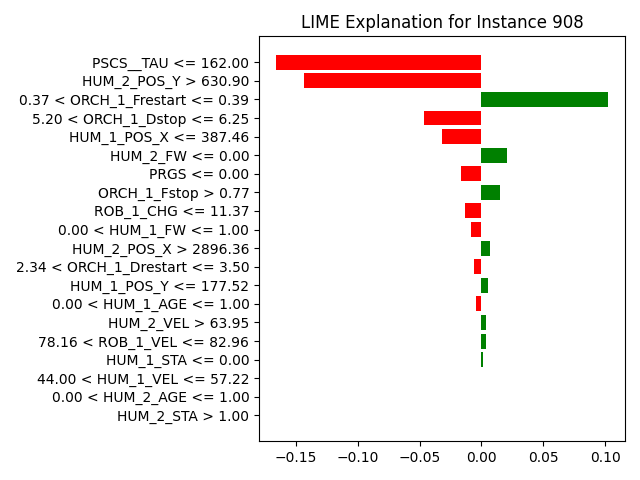 LIME Explanation for Instance 908
PSCS__TAU <= 162.00
HUM_2_POS_Y > 630.90
0.37 < ORCH_1_Frestart <= 0.39
5.20 < ORCH_1_Dstop <= 6.25
HUM_1_POS_X <= 387.46
HUM_2_FW <= 0.00
PRGS <= 0.00
ORCH_1_Fstop > 0.77
ROB_1_CHG <= 11.37
0.00 < HUM_1_FW <= 1.00
HUM_2_POS_X > 2896.36
2.34 < ORCH_1_Drestart <= 3.50
HUM_1_POS_Y <= 177.52
0.00 < HUM_1_AGE <= 1.00
HUM_2_VEL > 63.95
78.16 < ROB_1_VEL <= 82.96
HUM_1_STA <= 0.00
44.00 < HUM_1_VEL <= 57.22
0.00 < HUM_2_AGE <= 1.00
HUM_2_STA > 1.00
−0.15 −0.10 −0.05 0.00 0.05 0.10